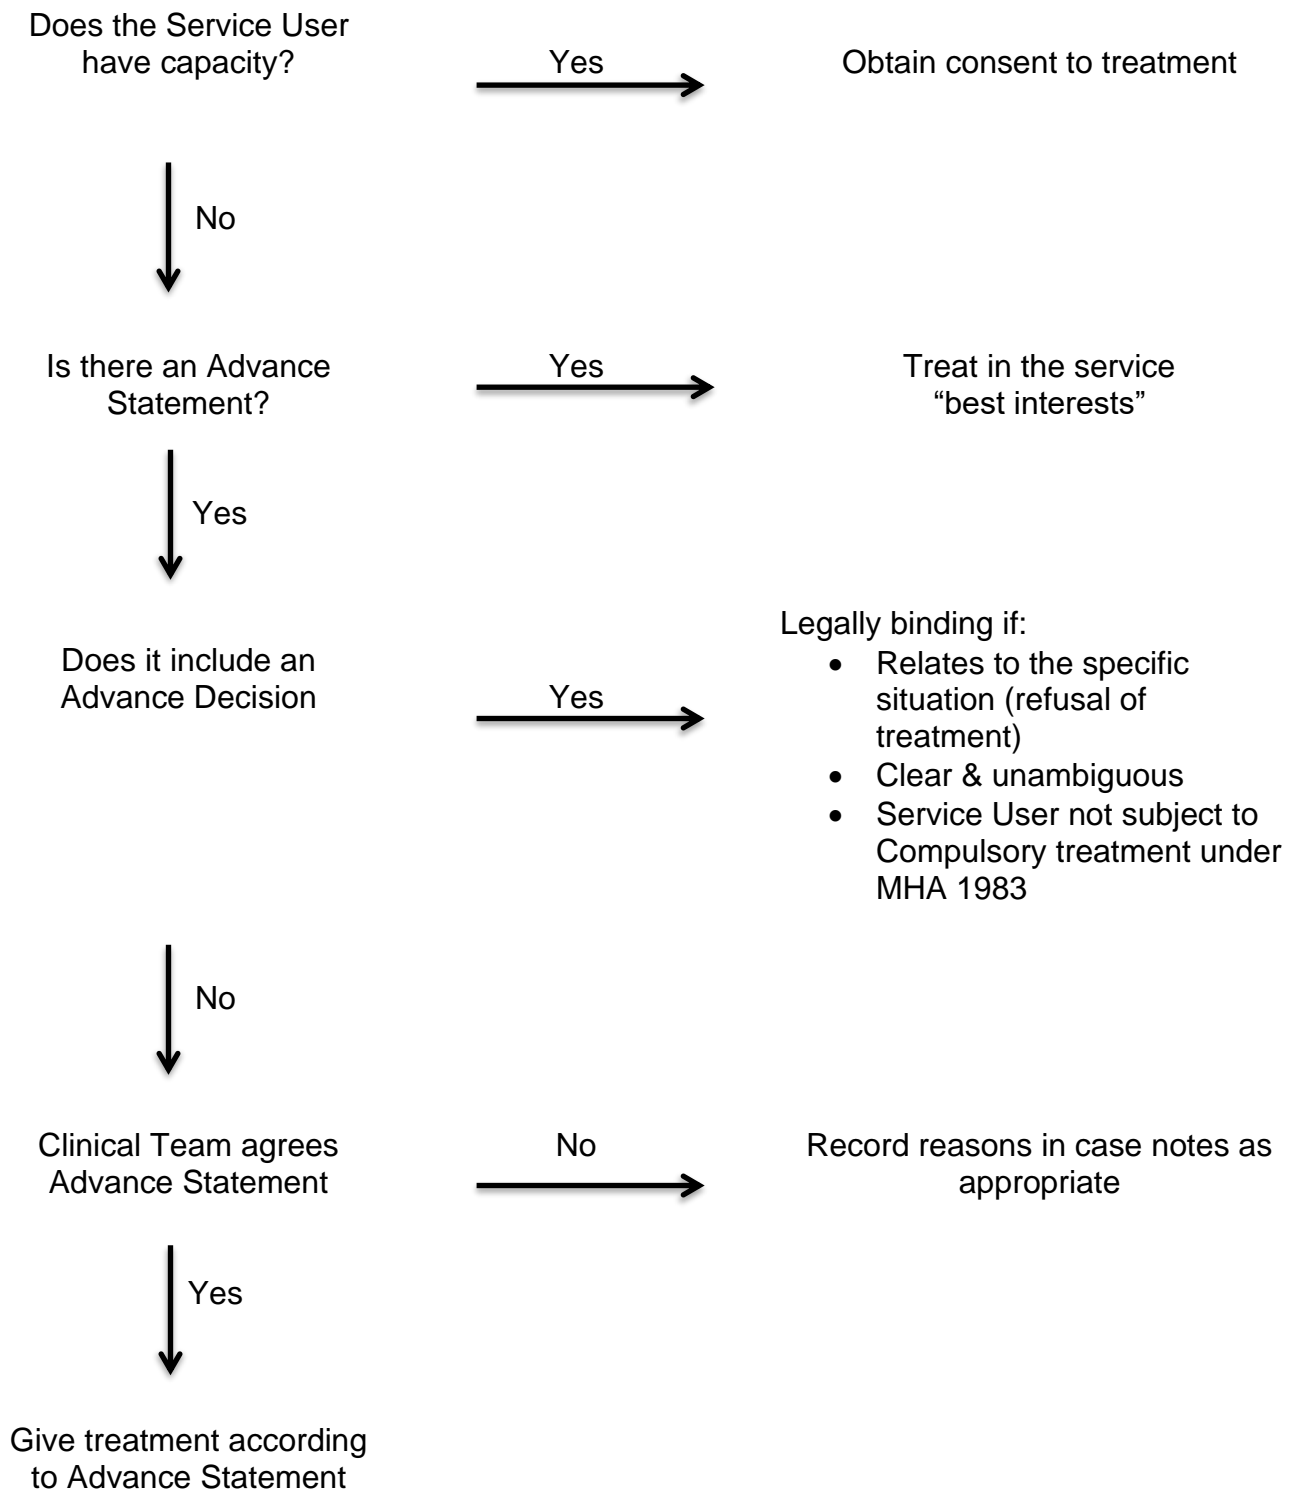 Does the Service User
have capacity?
Yes
Obtain consent to treatment
No
Is there an Advance
Statement?
Yes
Treat in the service
“best interests”
Yes
Does it include an
Advance Decision
Yes
Legally binding if:
• Relates to the specific
situation (refusal of
treatment)
• Clear & unambiguous
• Service User not subject to
Compulsory treatment under
MHA 1983
No
Clinical Team agrees
Advance Statement
No
Record reasons in case notes as
appropriate
Yes
Give treatment according
to Advance Statement